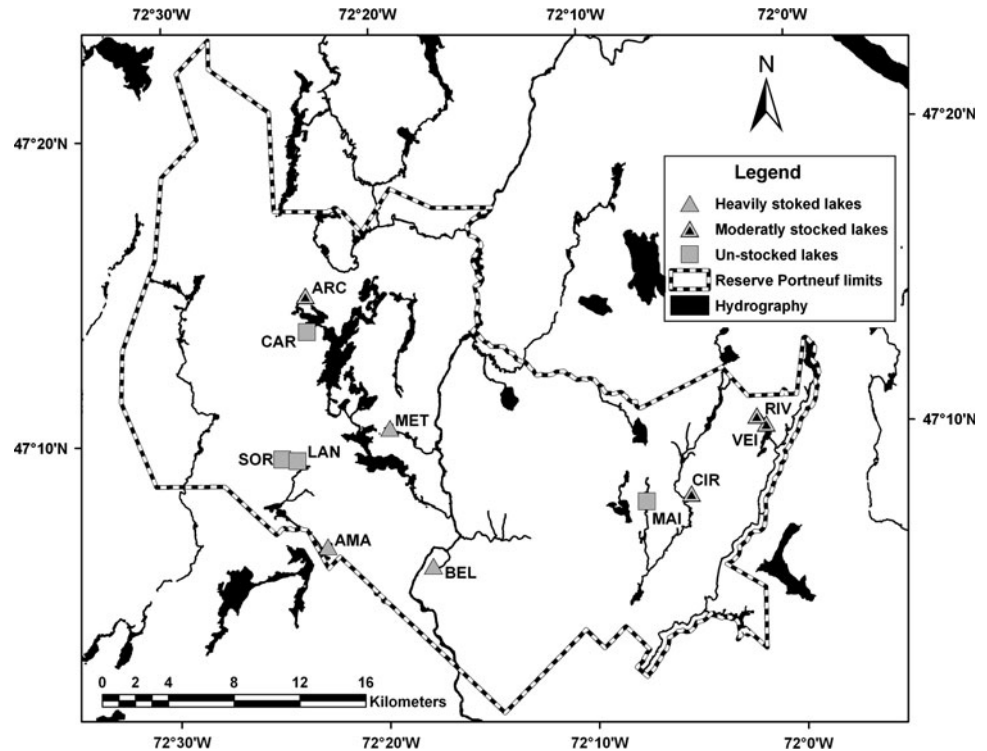 72°30'W 72°20'W 72°10'W 72°0'W
N
47°20'N 47°20'N
Legend
Heavily stoked lakes
Moderatly stocked lakes
Un-stocked lakes
Reserve Portneuf limits
Hydrography
ARC
CAR
MET
RIV
VEI
47°10'N 47°10'N
SOR LAN
CIR
MAI
AMA
BEL
0 2 4 8 12 16
Kilometers
72°30'W 72°20'W 72°10'W 72°0'W